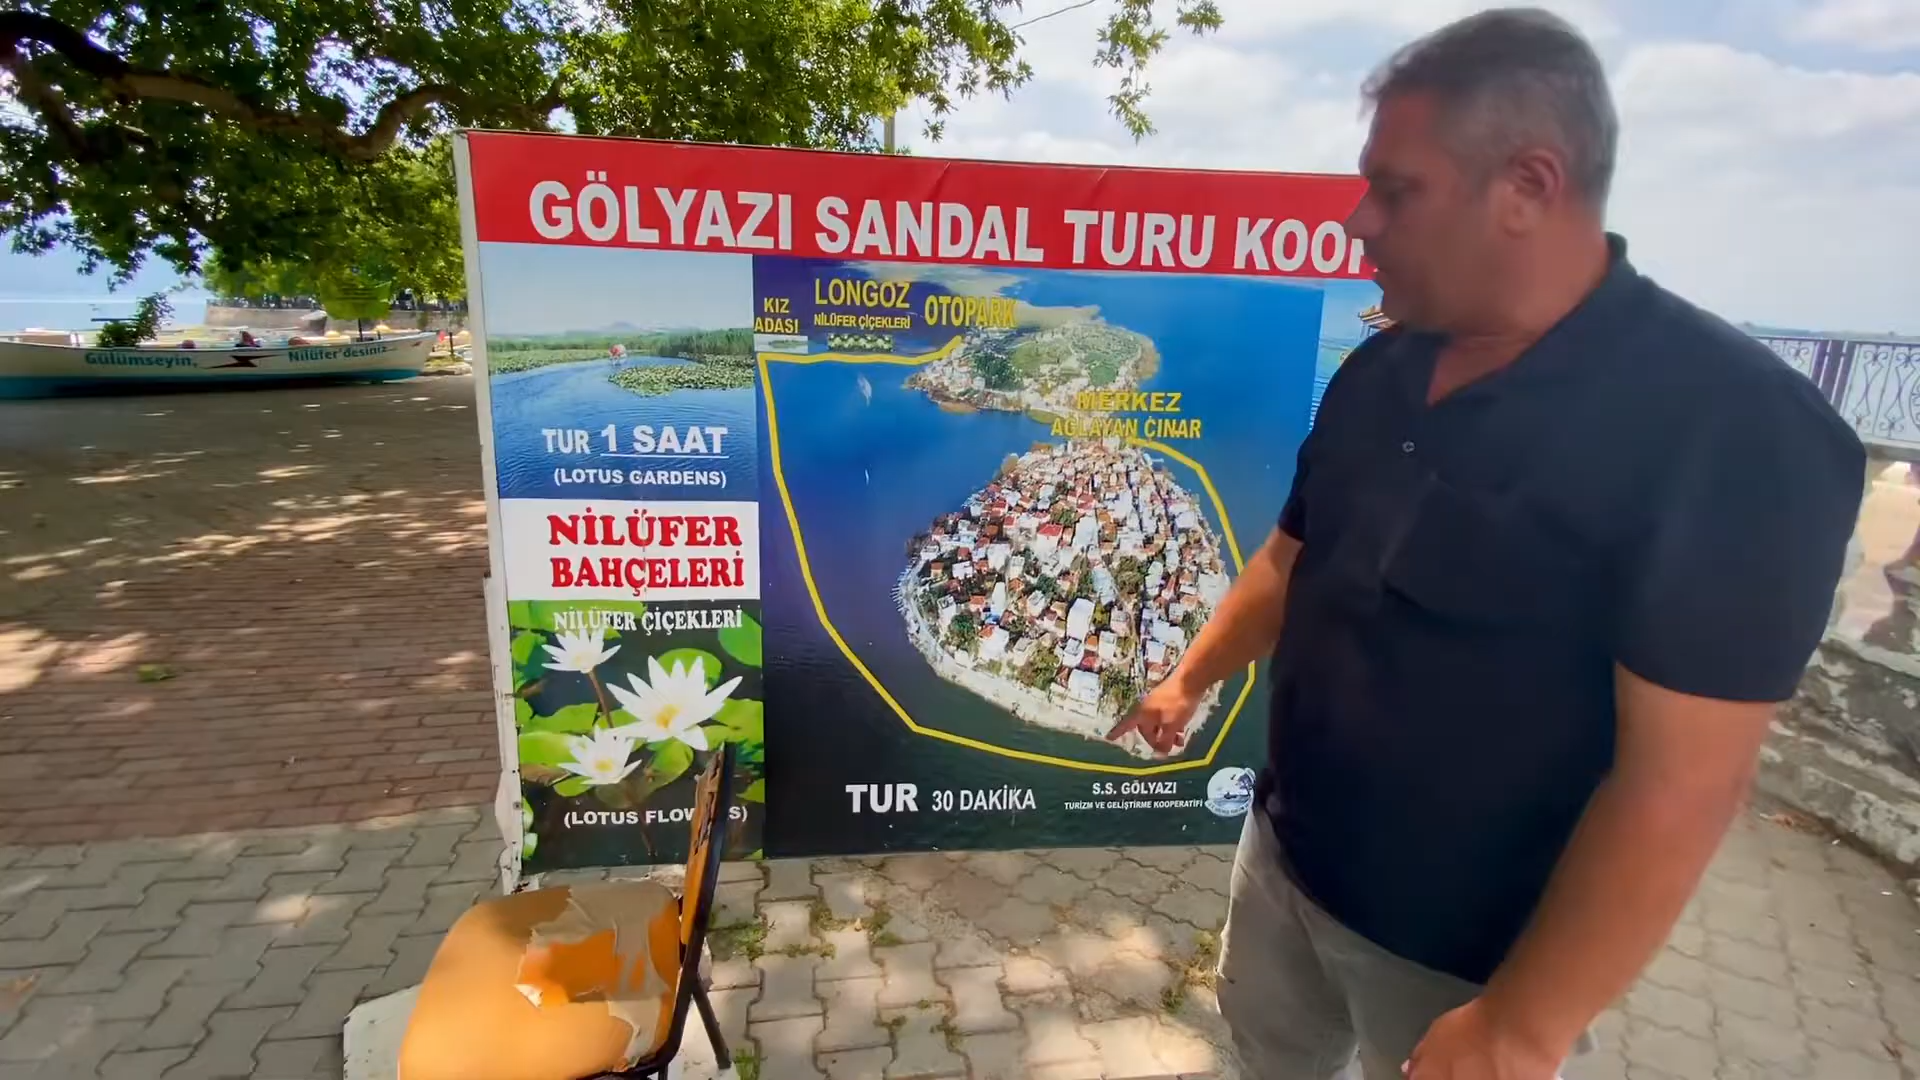 GÖLYAZI SANDAL TURU
KIZ
ADASI
LONGOZ
NİLÜFER ÇİÇEKLERİ
OTOPARK
MERKEZ
AĞLAYAN ÇINAR
TUR 1 SAAT
(LOTUS GARDENS)
NİLÜFER
BAHÇELERİ
NİLÜFER ÇİÇEKLERİ
(LOTUS
TUR 30 DAKİKA
S.S. GÖLYAZI
TURİZM VE GELİŞTİRME KOOPERATİFİ
Gülümseyin,
Nilüfer'desiniz...